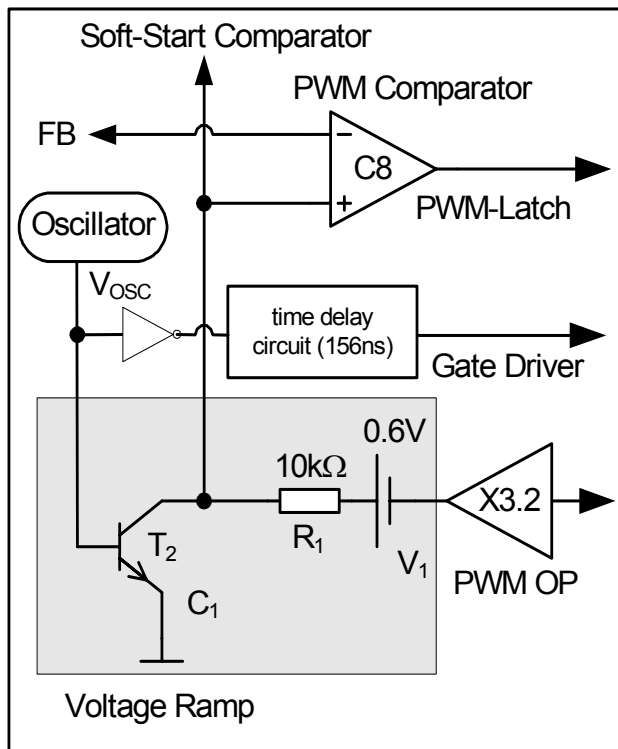 Soft-Start Comparator
PWM Comparator
FB
C8
PWM-Latch
Oscillator
VOSC
time delay
circuit (156ns)
Gate Driver
0.6V
10kΩ
X3.2
R1
T2
V1
PWM OP
C1
Voltage Ramp